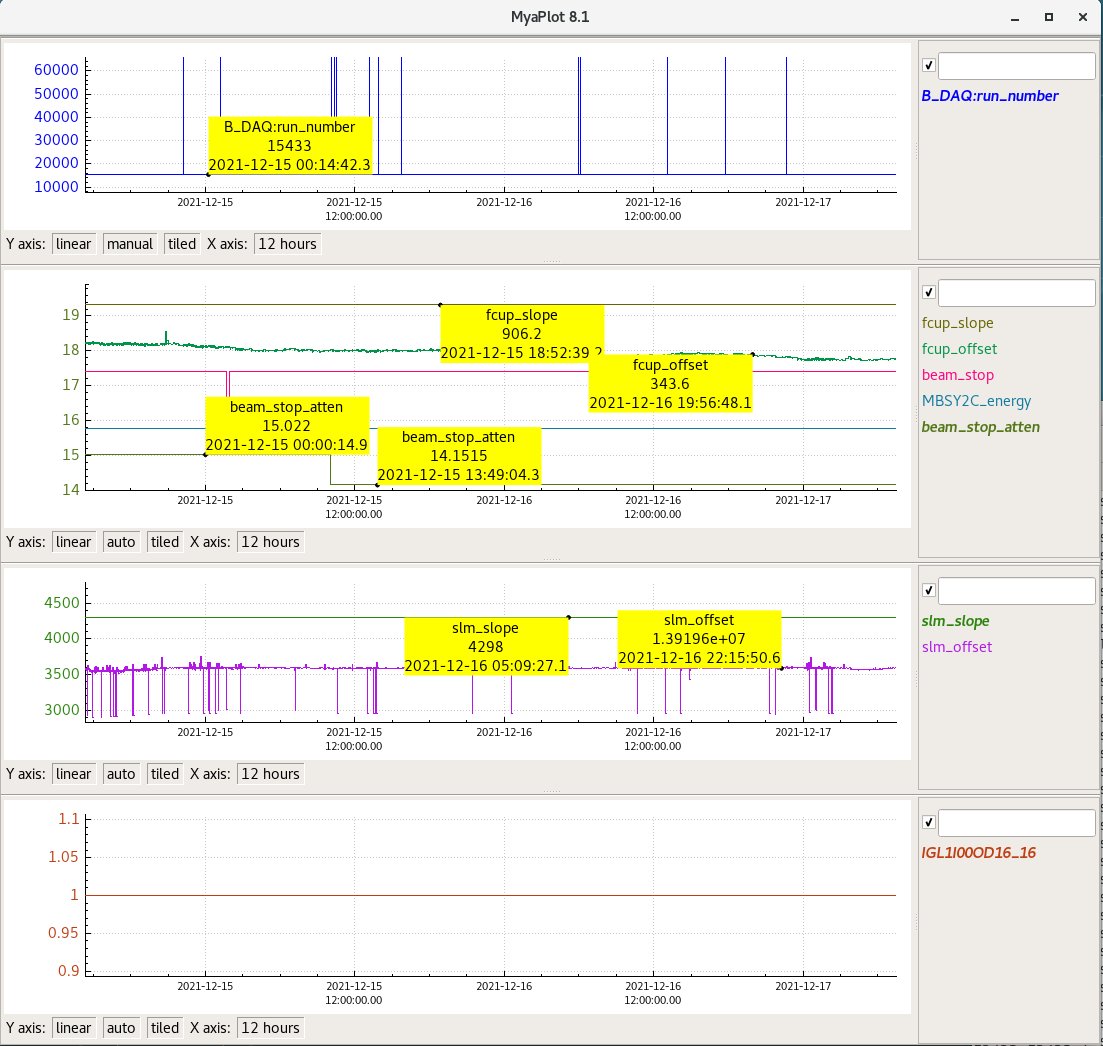 MyaPlot 8.1
60000
50000
40000
30000
20000
10000
B_DAQ:run_number
15433
2021-12-15 00:14:42.3
2021-12-15
2021-12-15
12:00:00.00
2021-12-16
2021-12-16
12:00:00.00
2021-12-17
B_DAQ:run_number
Y axis: linear manual tiled X axis: 12 hours
19
18
17
16
15
14
fcup_slope
906.2
2021-12-15 18:52:39.2
fcup_offset
343.6
2021-12-16 19:56:48.1
beam_stop_atten
15.022
2021-12-15 00:00:14.9
beam_stop_atten
14.1515
2021-12-15 13:49:04.3
2021-12-15
2021-12-15
12:00:00.00
2021-12-16
2021-12-16
12:00:00.00
2021-12-17
fcup_slope
fcup_offset
beam_stop
MBSY2C_energy
beam_stop_atten
Y axis: linear auto tiled X axis: 12 hours
4500
4000
3500
3000
slm_slope
4298
2021-12-16 05:09:27.1
slm_offset
1.39196e+07
2021-12-16 22:15:50.6
2021-12-15
2021-12-15
12:00:00.00
2021-12-16
2021-12-16
12:00:00.00
2021-12-17
slm_slope
slm_offset
Y axis: linear auto tiled X axis: 12 hours
1.1
1.05
1
0.95
0.9
2021-12-15
2021-12-15
12:00:00.00
2021-12-16
2021-12-16
12:00:00.00
2021-12-17
IGL1I00OD16_16
Y axis: linear auto tiled X axis: 12 hours